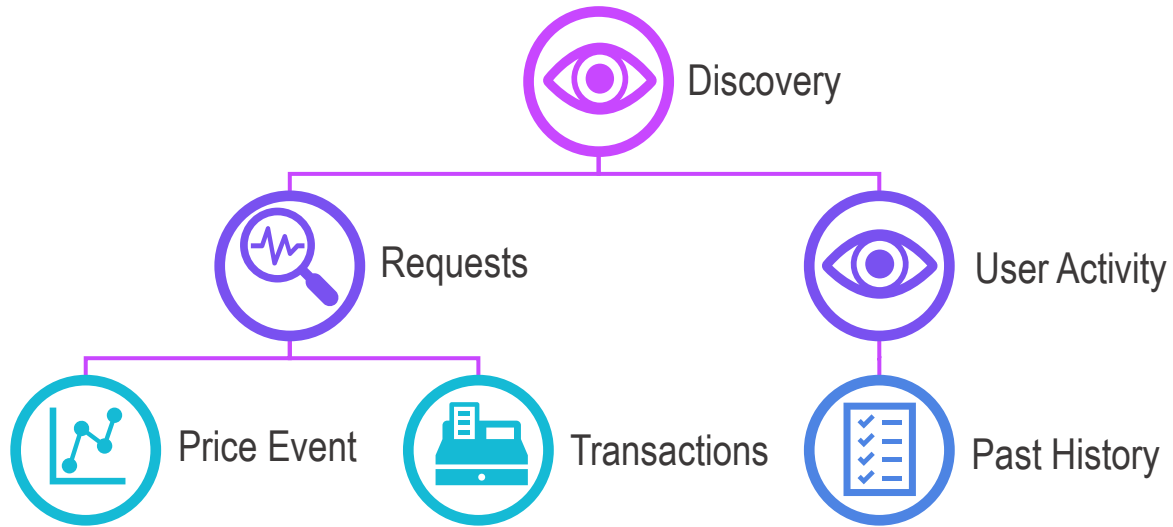 Discovery
Requests
User Activity
Price Event
Transactions
Past History